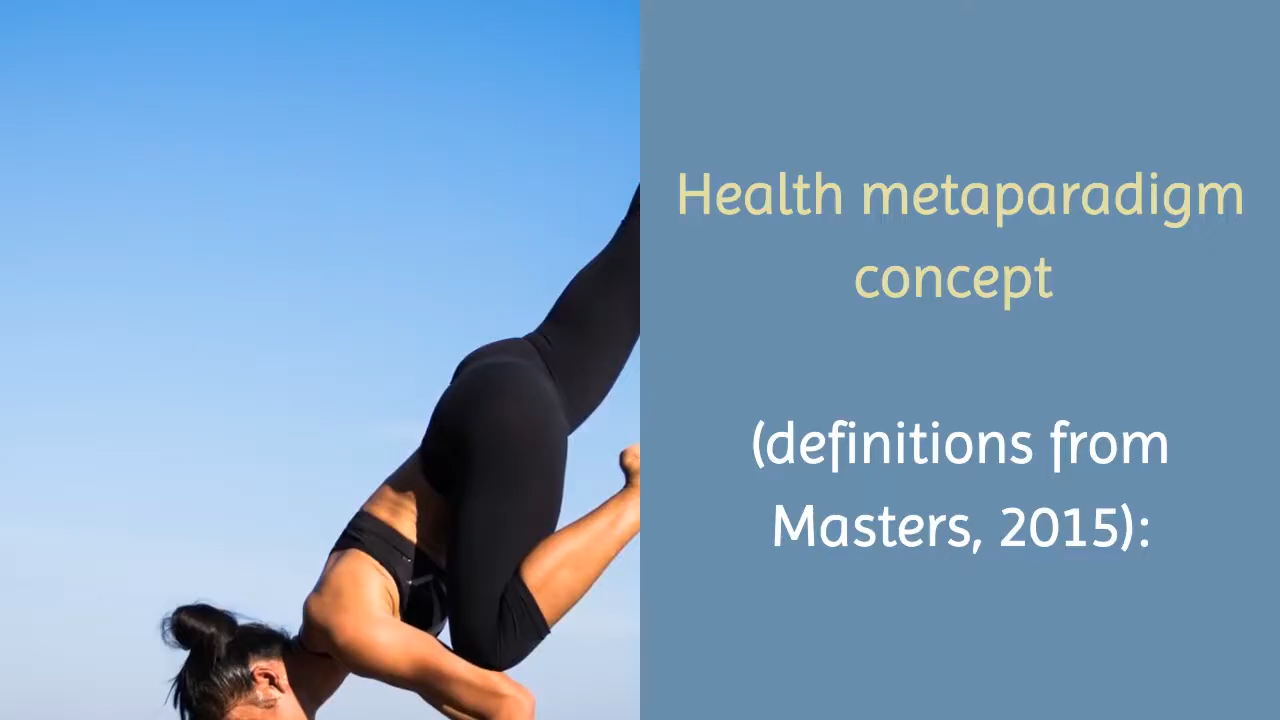 Health metaparadigm
concept
(definitions from
Masters, 2015):